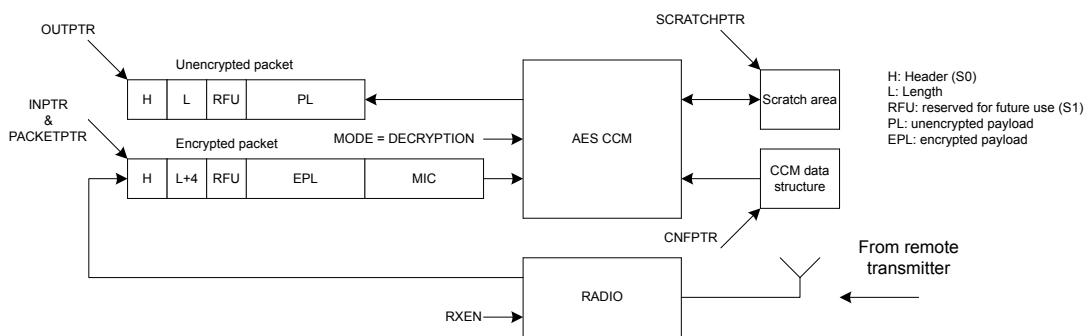 OUTPTR
SCRATCHPTR
Unencrypted packet
H L RFU PL
INPTR
&
PACKETPTR
MODE = DECRYPTION
AES CCM
Scratch area
H: Header (S0)
L: Length
RFU: reserved for future use (S1)
PL: unencrypted payload
EPL: encrypted payload
Encrypted packet
H L+4 RFU EPL MIC
CCM data
structure
CNFPTR
From remote
transmitter
RADIO
RXEN